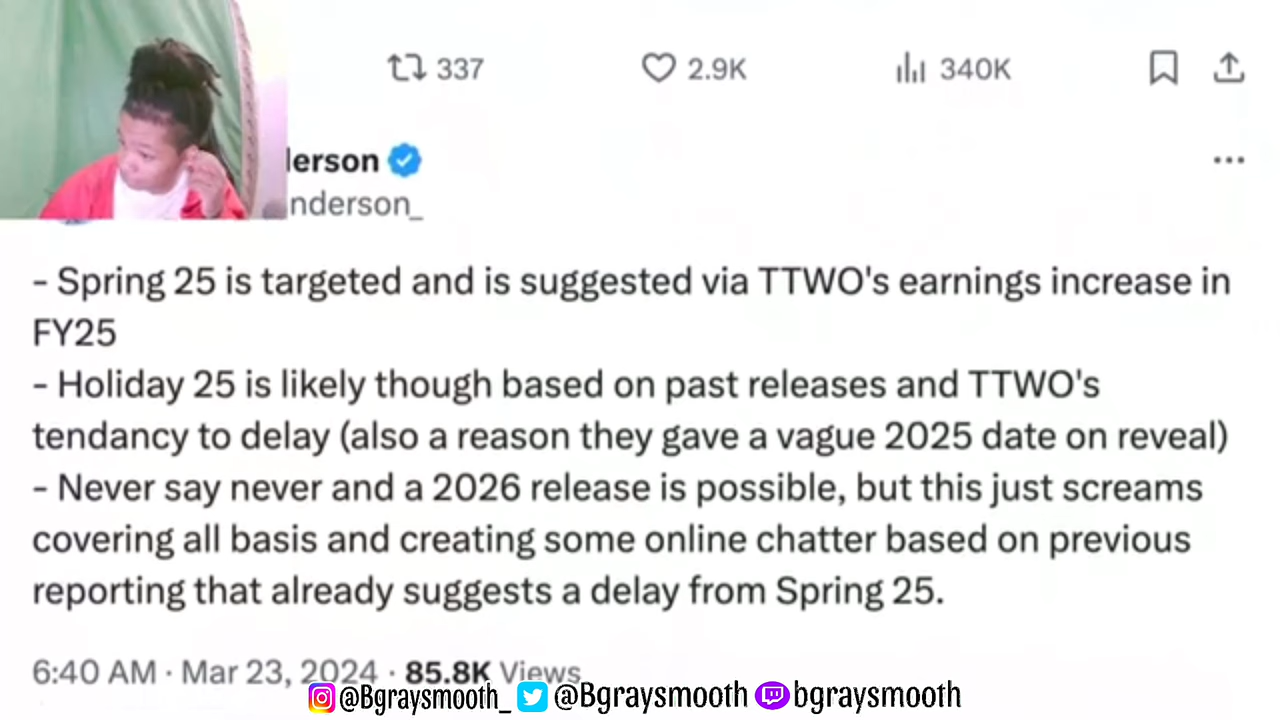 337 2.9K 340K
lerson
nderson_
- Spring 25 is targeted and is suggested via TTWO's earnings increase in
FY25
- Holiday 25 is likely though based on past releases and TTWO's
tendancy to delay (also a reason they gave a vague 2025 date on reveal)
- Never say never and a 2026 release is possible, but this just screams
covering all basis and creating some online chatter based on previous
reporting that already suggests a delay from Spring 25.
6:40 AM · Mar 23, 2024 · 85.8K Views
@Bgraysmooth_ @Bgraysmooth bgraysmooth